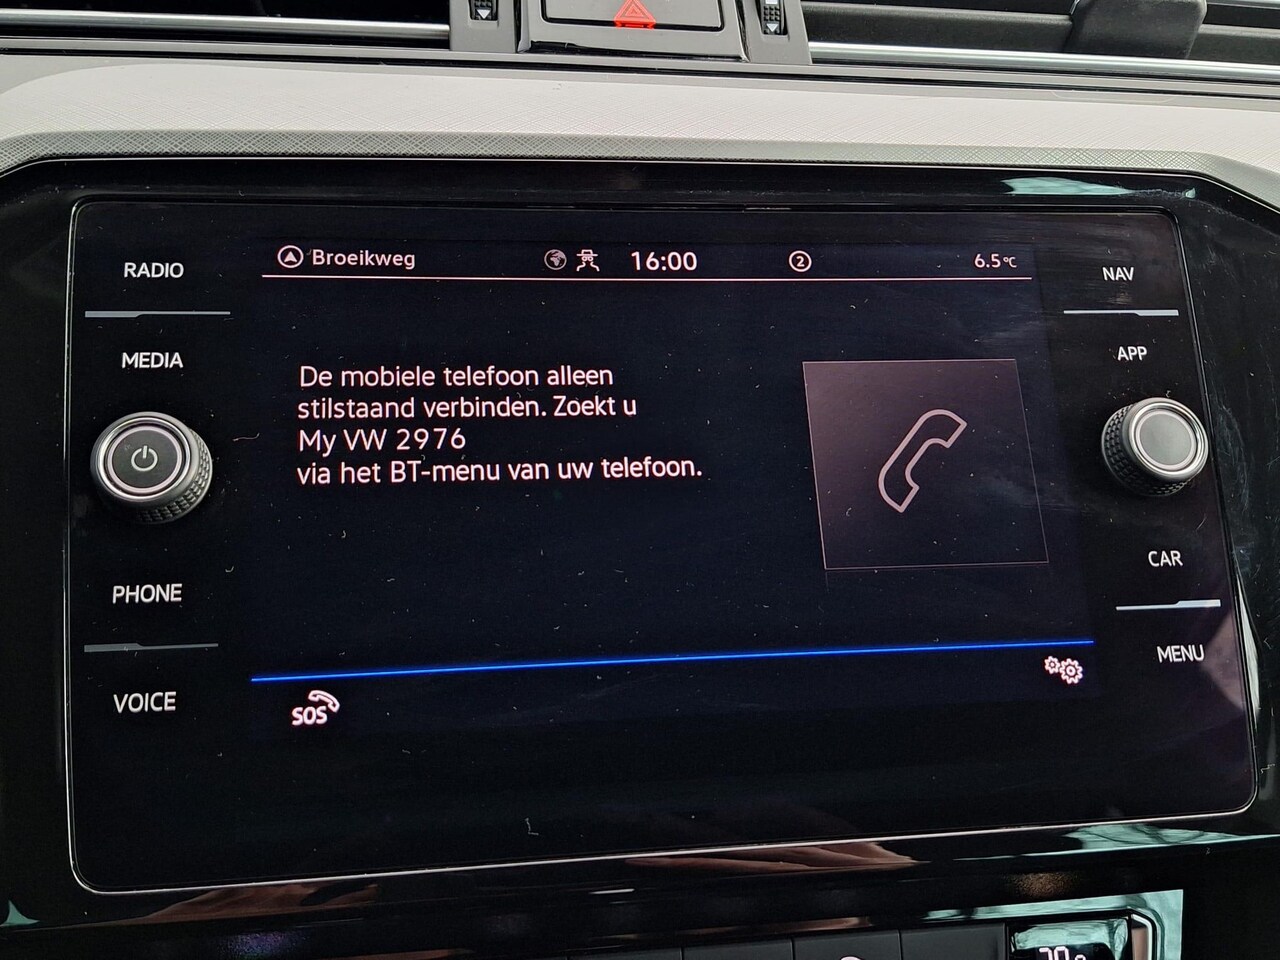 RADIO
MEDIA
PHONE
VOICE
Broeikweg
16:00
2
6.5°C
De mobiele telefoon alleen
stilstaand verbinden. Zoekt u
My VW 2976
via het BT-menu van uw telefoon.
SOS
NAV
APP
CAR
MENU